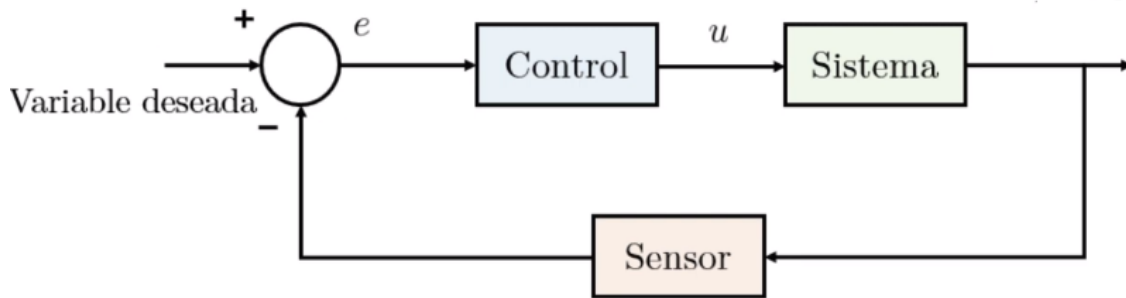 +
e
u
Control
Sistema
Variable deseada
−
Sensor